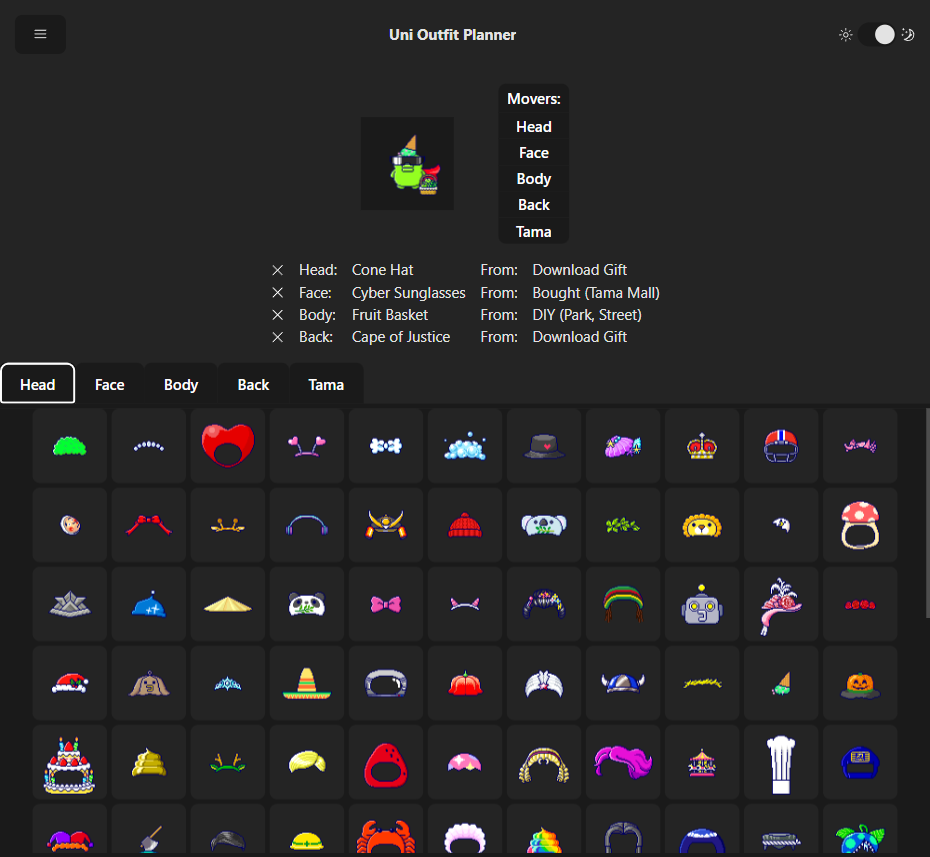 Uni Outfit Planner
Movers:
Head
Face
Body
Back
Tama
Head: Cone Hat From: Download Gift
Face: Cyber Sunglasses From: Bought (Tama Mall)
Body: Fruit Basket From: DIY (Park, Street)
Back: Cape of Justice From: Download Gift
Head Face Body Back Tama